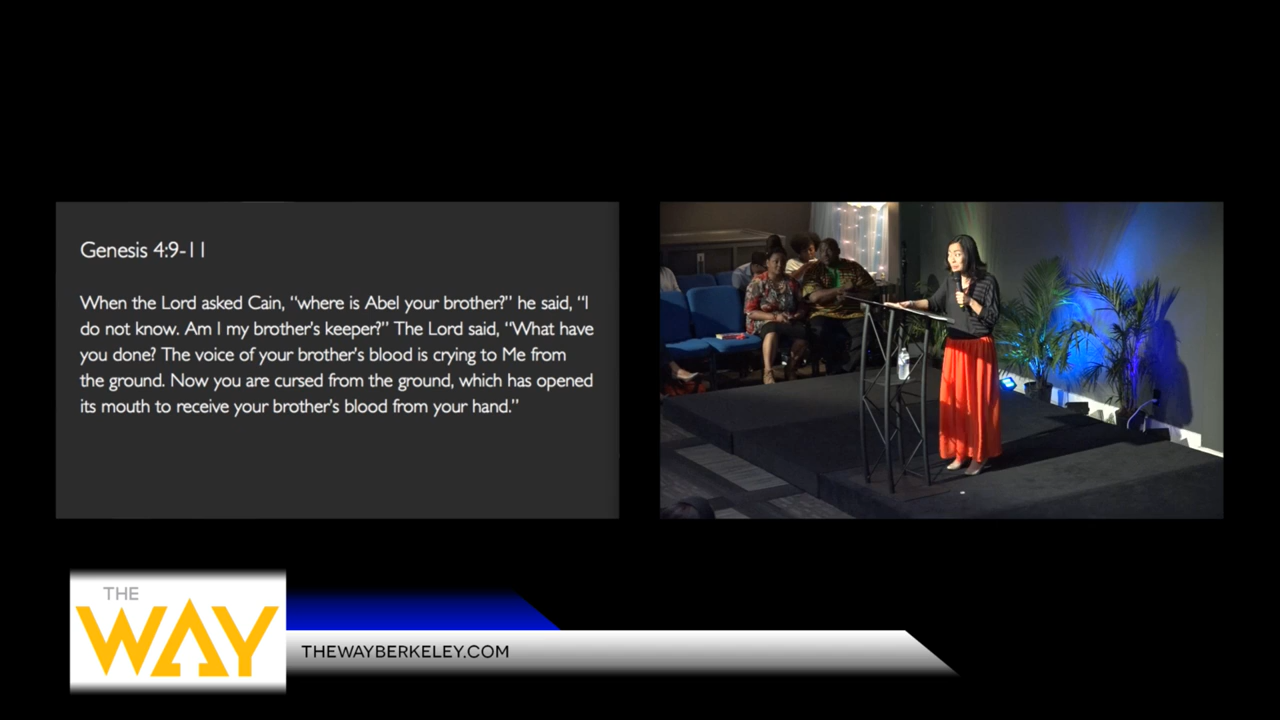 Genesis 4:9-11
When the Lord asked Cain, “where is Abel your brother?” he said, “I
do not know. Am I my brother’s keeper?” The Lord said, “What have
you done? The voice of your brother’s blood is crying to Me from
the ground. Now you are cursed from the ground, which has opened
its mouth to receive your brother’s blood from your hand.”
THE
WAY
THEWAYBERKELEY.COM